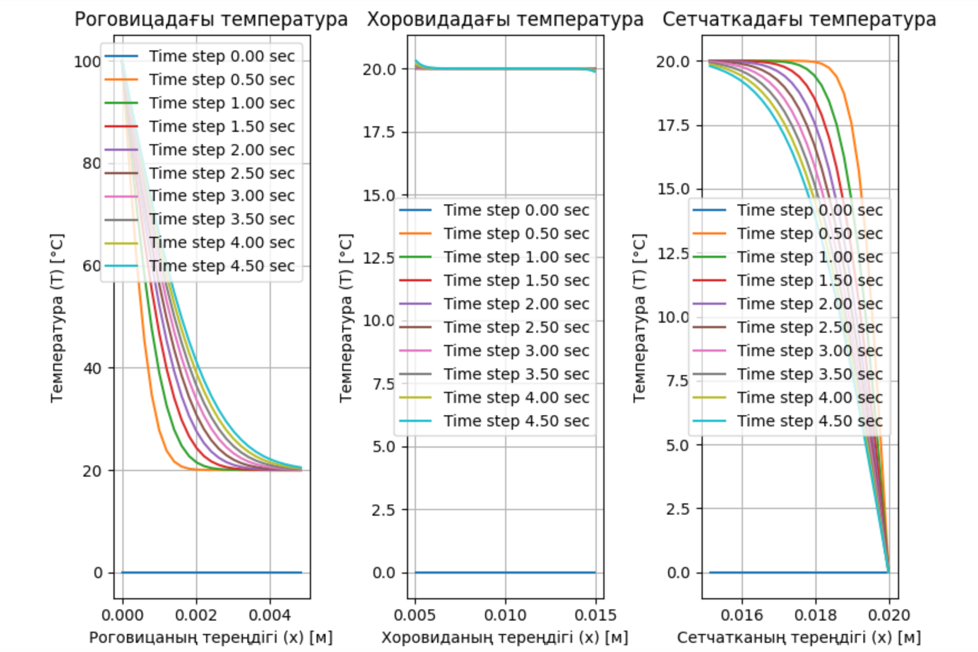 Роговицадағы температура
Температура (T) [°C]
100
80
60
40
20
0
Time step 0.00 sec
Time step 0.50 sec
Time step 1.00 sec
Time step 1.50 sec
Time step 2.00 sec
Time step 2.50 sec
Time step 3.00 sec
Time step 3.50 sec
Time step 4.00 sec
Time step 4.50 sec
0.000 0.002 0.004
Роговицаның тереңдігі (x) [м]
Хоровидадағы температура
Температура (T) [°C]
20.0
17.5
15.0
12.5
10.0
7.5
5.0
2.5
0.0
Time step 0.00 sec
Time step 0.50 sec
Time step 1.00 sec
Time step 1.50 sec
Time step 2.00 sec
Time step 2.50 sec
Time step 3.00 sec
Time step 3.50 sec
Time step 4.00 sec
Time step 4.50 sec
0.005 0.010 0.015
Хоровиданың тереңдігі (x) [м]
Сетчаткадағы температура
Температура (T) [°C]
20.0
17.5
15.0
12.5
10.0
7.5
5.0
2.5
0.0
Time step 0.00 sec
Time step 0.50 sec
Time step 1.00 sec
Time step 1.50 sec
Time step 2.00 sec
Time step 2.50 sec
Time step 3.00 sec
Time step 3.50 sec
Time step 4.00 sec
Time step 4.50 sec
0.016 0.018 0.020
Сетчатканың тереңдігі (x) [м]